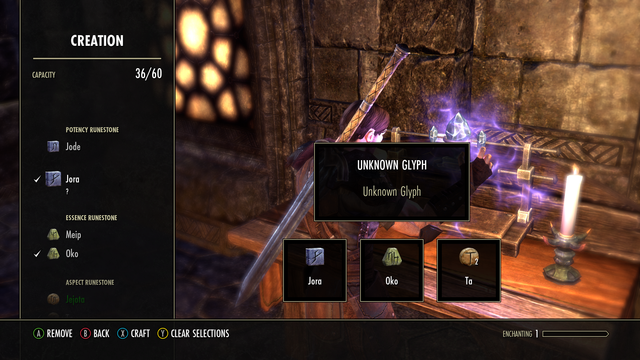 CREATION
CAPACITY 36/60
POTENCY RUNESTONE
Jode
Jora
?
ESSENCE RUNESTONE
Meip
Oko
ASPECT RUNESTONE
Jejota
UNKNOWN GLYPH
Unknown Glyph
2
Jora Oko Ta
A REMOVE B BACK X CRAFT Y CLEAR SELECTIONS
ENCHANTING 1